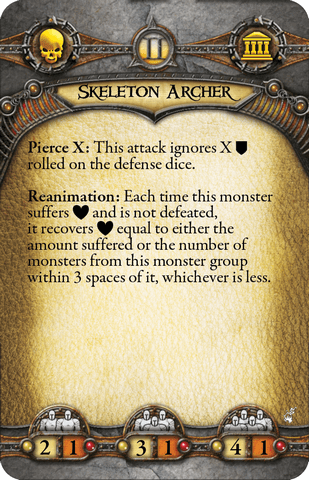 II
SKELETON ARCHER
Pierce X: This attack ignores X
rolled on the defense dice.
Reanimation: Each time this monster
suffers and is not defeated,
it recovers equal to either the
amount suffered or the number of
monsters from this monster group
within 3 spaces of it, whichever is less.
2 1 3 1 4 1